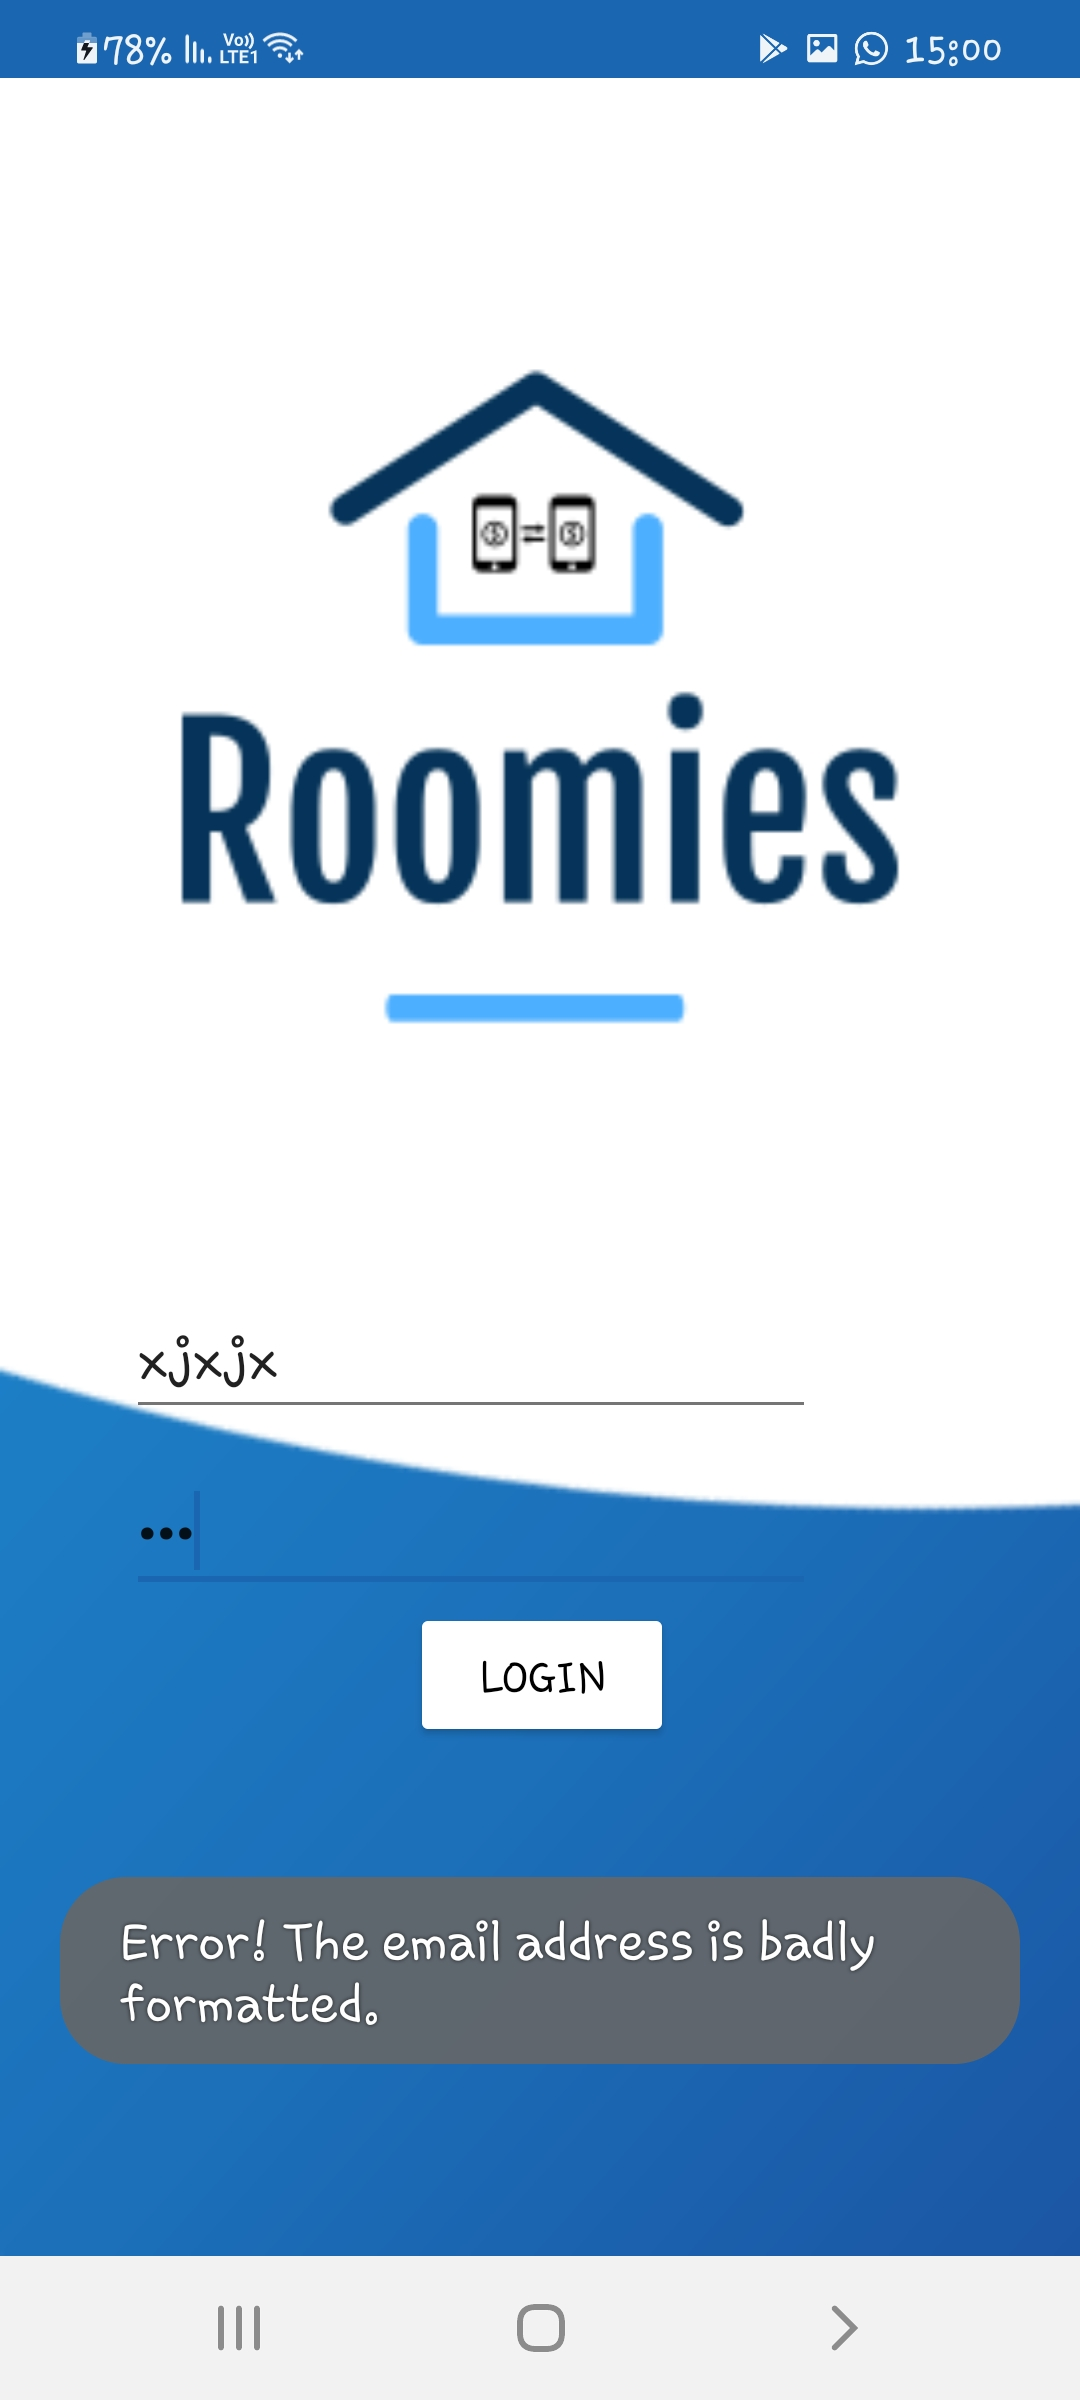 78% Vo)) LTE1 15:00
Roomies
xjxjx
•••
LOGIN
Error! The email address is badly
formatted.